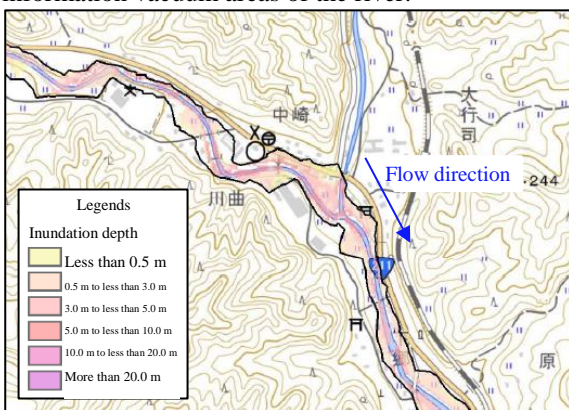 information vacuum areas of the river.
中崎
大行司
244
Flow direction
川曲
原
Legends
Inundation depth
Less than 0.5 m
0.5 m to less than 3.0 m
3.0 m to less than 5.0 m
5.0 m to less than 10.0 m
10.0 m to less than 20.0 m
More than 20.0 m